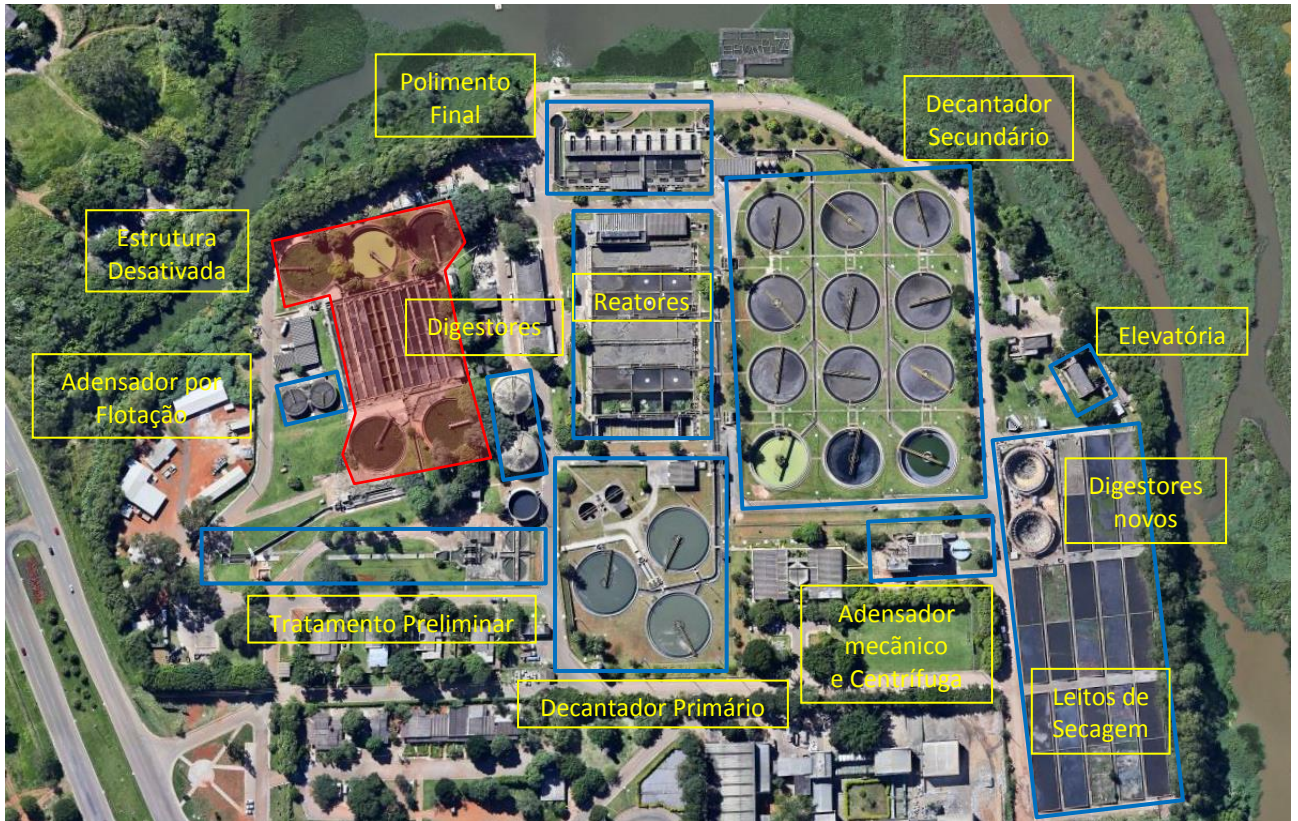 Polimento
Final
Decantador
Secundário
Estrutura
Desativada
Reatores
Digestores
Elevatória
Adensador por
Flotação
Digestores
novos
Tratamento Preliminar
Adensador
mecãnico
e Centrífuga
Decantador Primário
Leitos de
Secagem